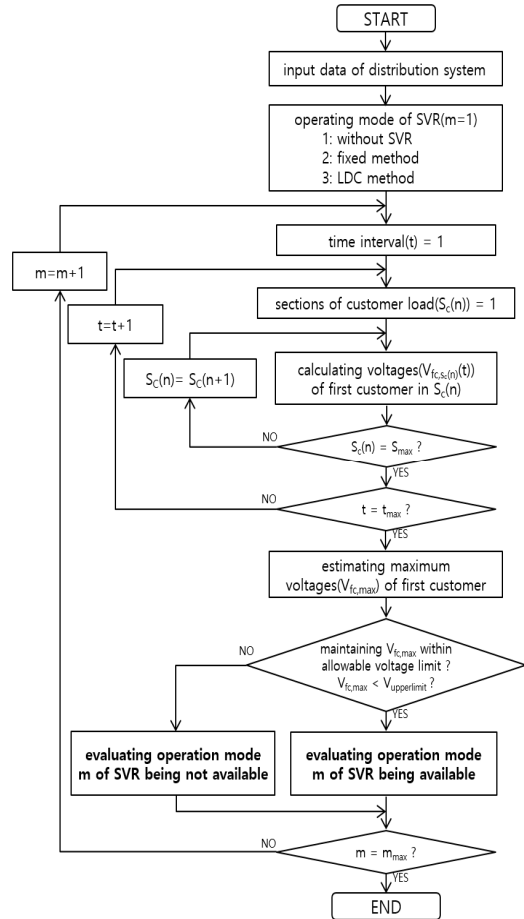 START
input data of distribution system
operating mode of SVR(m=1)
1: without SVR
2: fixed method
3: LDC method
time interval(t) = 1
m=m+1
sections of customer load(Sc(n)) = 1
t=t+1
calculating voltages(Vfc,sc(n)(t))
of first customer in Sc(n)
SC(n)= SC(n+1)
NO
Sc(n) = Smax ?
YES
NO
t = tmax ?
YES
estimating maximum
voltages(Vfc,max) of first customer
NO
maintaining Vfc,max within
allowable voltage limit ?
Vfc,max < Vupperlimit ?
YES
evaluating operation mode
m of SVR being not available
evaluating operation mode
m of SVR being available
NO
m = mmax ?
YES
END